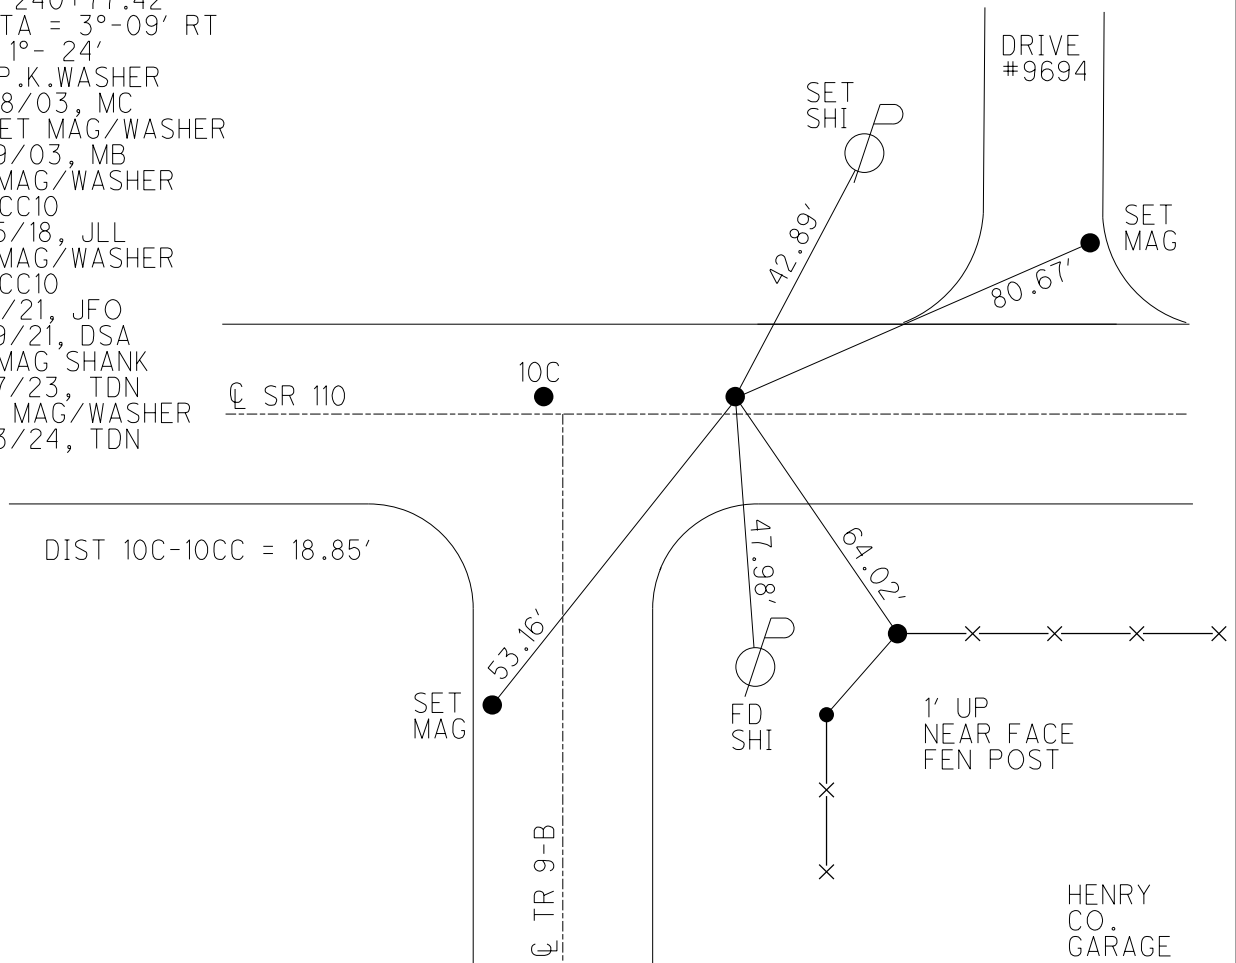 240+77.42
TA = 3°-09' RT
1°- 24'
P.K.WASHER
8/03, MC
ET MAG/WASHER
9/03, MB
MAG/WASHER
CC10
5/18, JLL
MAG/WASHER
CC10
/21, JFO
9/21, DSA
MAG SHANK
7/23, TDN
MAG/WASHER
3/24, TDN
DRIVE
#9694
SET
SHI
SET
MAG
42.89'
80.67'
10C
℄ SR 110
DIST 10C-10CC = 18.85'
53.16'
47.98'
64.02'
SET
MAG
FD
SHI
1' UP
NEAR FACE
FEN POST
℄ TR 9-B
HENRY
CO.
GARAGE